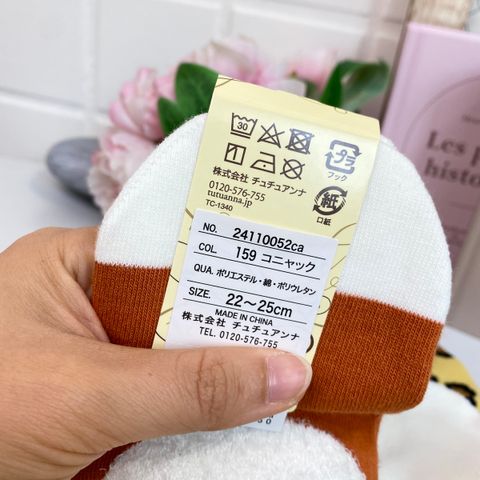 30
プラ
フック
紙
口紙
株式会社 チュチュアンナ
0120-576-755
tutuanna.jp
TC-1340
NO. 24110052ca
COL. 159 コニャック
QUA. ポリエステル・綿・ポリウレタン
SIZE. 22～25cm
MADE IN CHINA
株式会社 チュチュアンナ
TEL. 0120-576-755
Les
histo